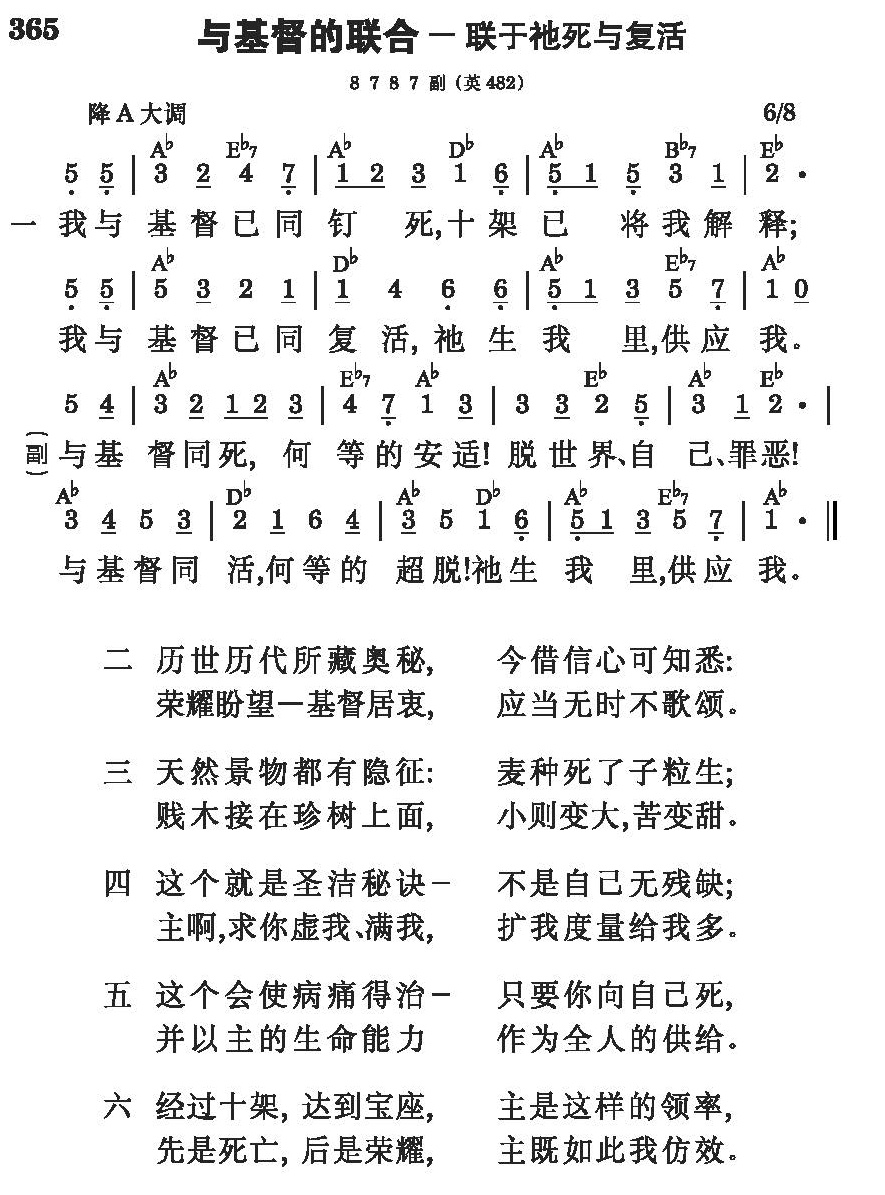 365
与基督的联合－联于祂死与复活
8 7 8 7 副（英 482）
降 A 大调 6/8
A♭ E♭7 A♭ D♭ A♭ B♭7 E♭
5 5 | 3 2 4 7 | 1 2 3 1 6 | 5 1 5 3 1 | 2 ·
一 我与 基督已同钉 死,十架已 将我解 释;
A♭ D♭ A♭ E♭7 A♭
5 5 | 5 3 2 1 | 1 4 6 6 | 5 1 3 5 7 | 1 0
我与 基督已同 复活, 祂生 我 里,供应 我。
A♭ E♭7 A♭ E♭ A♭ E♭
5 4 | 3 2 1 2 3 | 4 7 1 3 | 3 3 2 5 | 3 1 2 · |
(副) 与基 督同死, 何 等的安适! 脱世界、自 己、罪恶!
A♭ D♭ A♭ D♭ A♭ E♭7 A♭
3 4 5 3 | 2 1 6 4 | 3 5 1 6 | 5 1 3 5 7 | 1 · ‖
与基督同 活,何等的 超脱!祂生 我 里,供应 我。
二 历世历代所藏奥秘, 今借信心可知悉:
荣耀盼望－基督居衷, 应当无时不歌颂。
三 天然景物都有隐征: 麦种死了子粒生;
贱木接在珍树上面, 小则变大,苦变甜。
四 这个就是圣洁秘诀－ 不是自己无残缺;
主啊,求你虚我、满我, 扩我度量给我多。
五 这个会使病痛得治－ 只要你向自己死,
并以主的生命能力 作为全人的供给。
六 经过十架, 达到宝座, 主是这样的领率,
先是死亡, 后是荣耀, 主既如此我仿效。